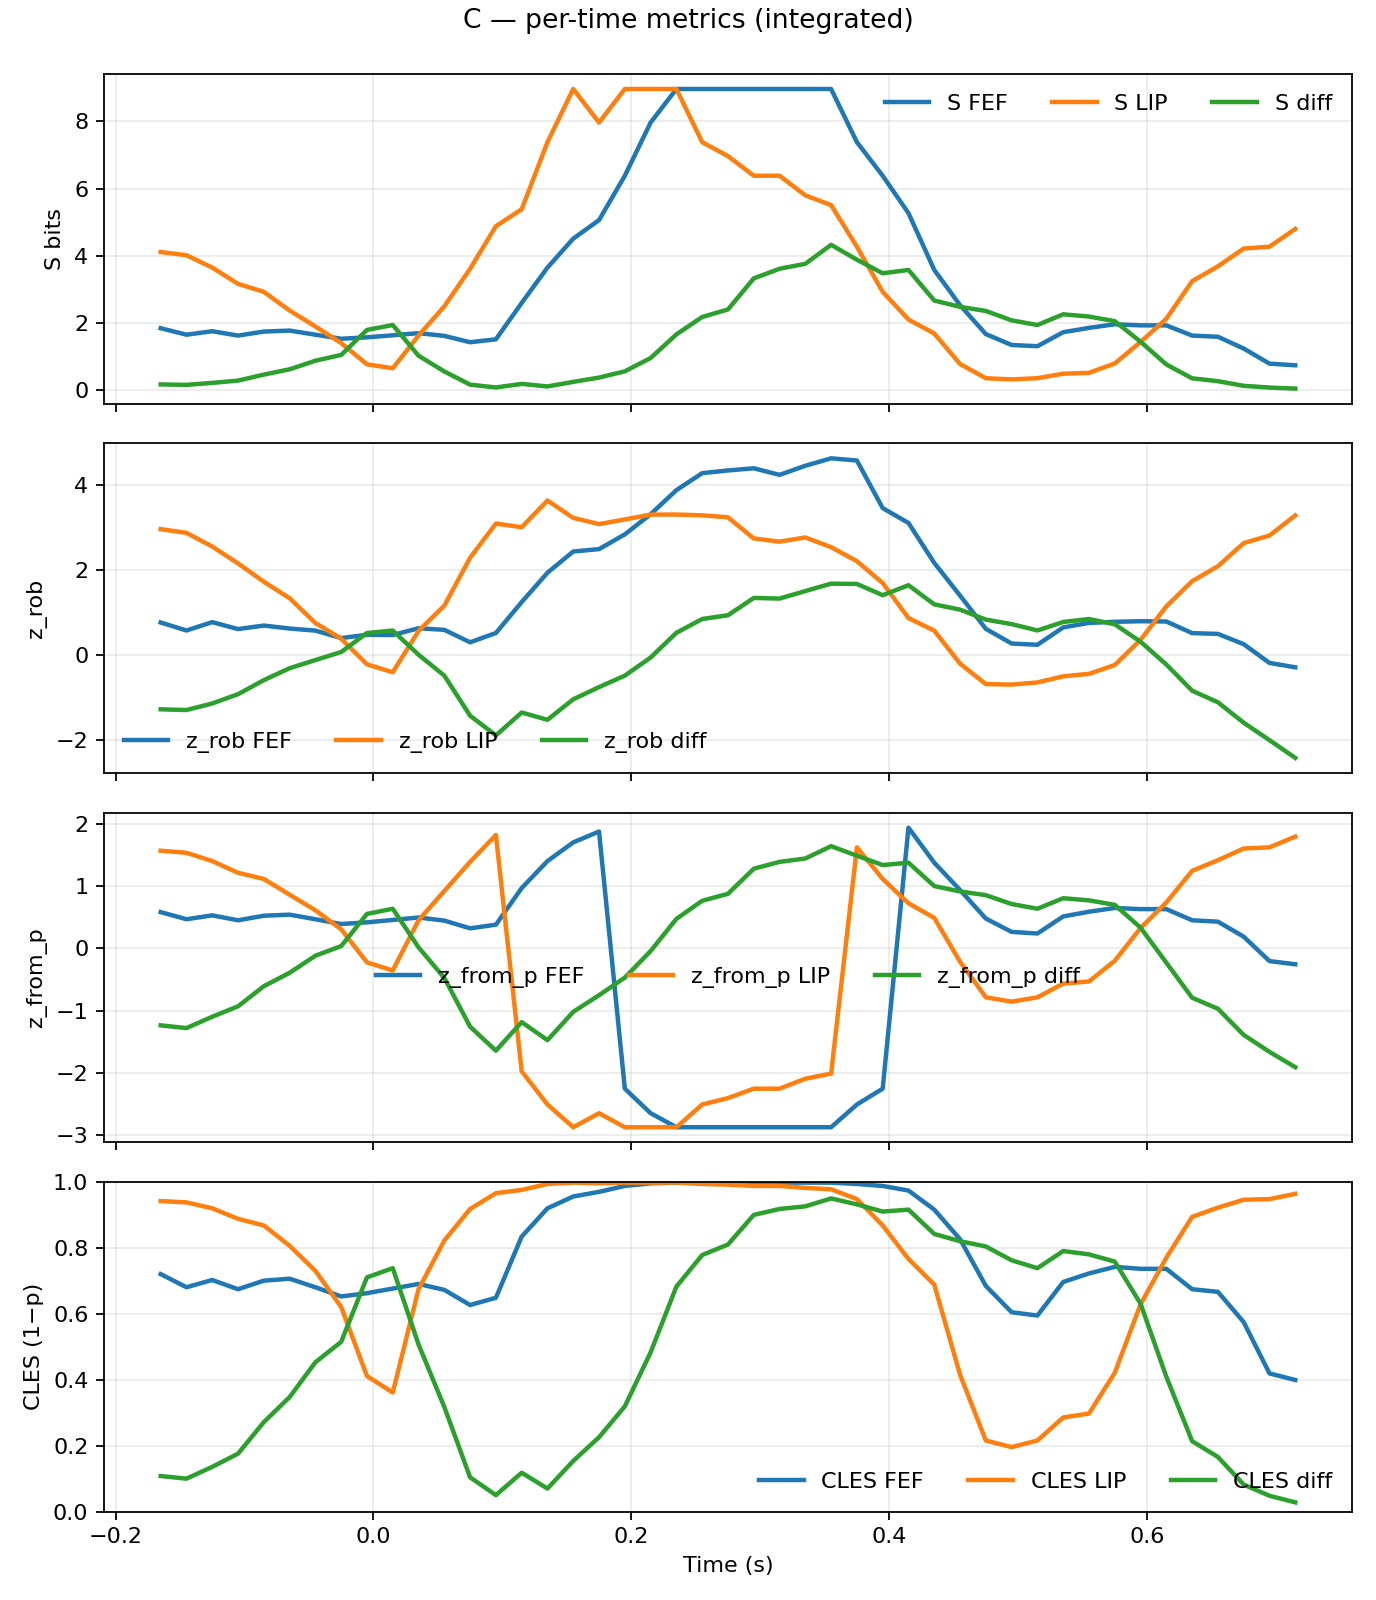 C — per-time metrics (integrated)
S FEF S LIP S diff
8
6
4
2
0
S bits
4
2
0
−2
z_rob
z_rob FEF z_rob LIP z_rob diff
2
1
0
−1
−2
−3
z_from_p
z_from_p FEF z_from_p LIP z_from_p diff
1.0
0.8
0.6
0.4
0.2
0.0
CLES (1−p)
CLES FEF CLES LIP CLES diff
−0.2 0.0 0.2 0.4 0.6
Time (s)